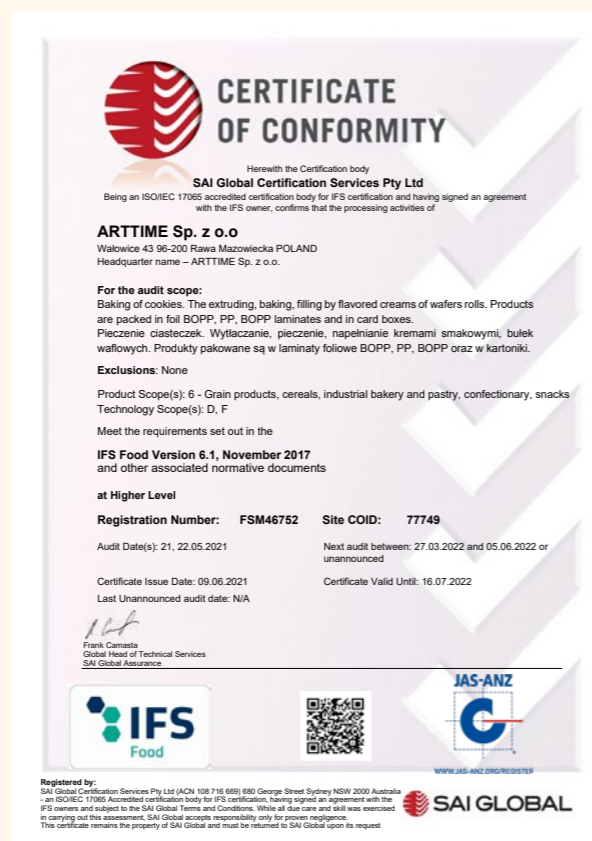 CERTIFICATE
OF CONFORMITY
Herewith the Certification body
SAI Global Certification Services Pty Ltd
Being an ISO/IEC 17065 accredited certification body for IFS certification and having signed an agreement
with the IFS owner, confirms that the processing activities of
ARTTIME Sp. z o.o
Wałowice 43 96-200 Rawa Mazowiecka POLAND
Headquarter name – ARTTIME Sp. z o.o.
For the audit scope:
Baking of cookies. The extruding, baking, filling by flavored creams of wafers rolls. Products
are packed in foil BOPP, PP, BOPP laminates and in card boxes.
Pieczenie ciasteczek. Wytłaczanie, pieczenie, napełnianie kremami smakowymi, bułek
waflowych. Produkty pakowane są w laminaty foliowe BOPP, PP, BOPP oraz w kartoniki.
Exclusions: None
Product Scope(s): 6 - Grain products, cereals, industrial bakery and pastry, confectionary, snacks
Technology Scope(s): D, F
Meet the requirements set out in the
IFS Food Version 6.1, November 2017
and other associated normative documents
at Higher Level
Registration Number: FSM46752 Site COID: 77749
Audit Date(s): 21, 22.05.2021
Next audit between: 27.03.2022 and 05.06.2022 or
unannounced
Certificate Issue Date: 09.06.2021
Certificate Valid Until: 16.07.2022
Last Unannounced audit date: N/A
Frank Camasta
Global Head of Technical Services
SAI Global Assurance
IFS
Food
JAS-ANZ
C
WWW.JAS-ANZ.ORG/REGISTER
Registered by:
SAI Global Certification Services Pty Ltd (ACN 108 716 669) 680 George Street Sydney NSW 2000 Australia
- an ISO/IEC 17065 Accredited certification body for IFS certification, having signed an agreement with the
IFS owners and subject to the SAI Global Terms and Conditions. While all due care and skill was exercised
in carrying out this assessment, SAI Global accepts responsibility only for proven negligence.
This certificate remains the property of SAI Global and must be returned to SAI Global upon its request
SAI GLOBAL